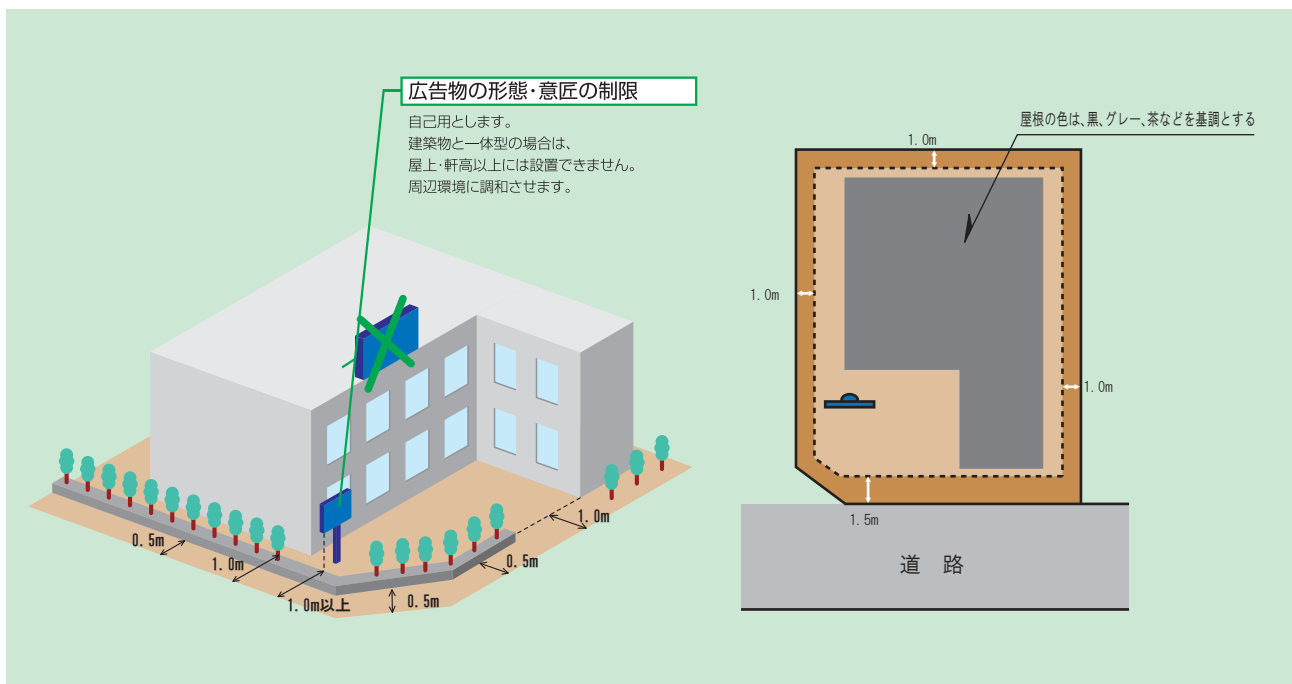 広告物の形態・意匠の制限
自己用とします。
建築物と一体型の場合は、
屋上・軒高以上には設置できません。
周辺環境に調和させます。
0.5m
1.0m
1.0m以上
0.5m
0.5m
1.0m
屋根の色は、黒、グレー、茶などを基調とする
1.0m
1.0m
1.0m
1.5m
道 路